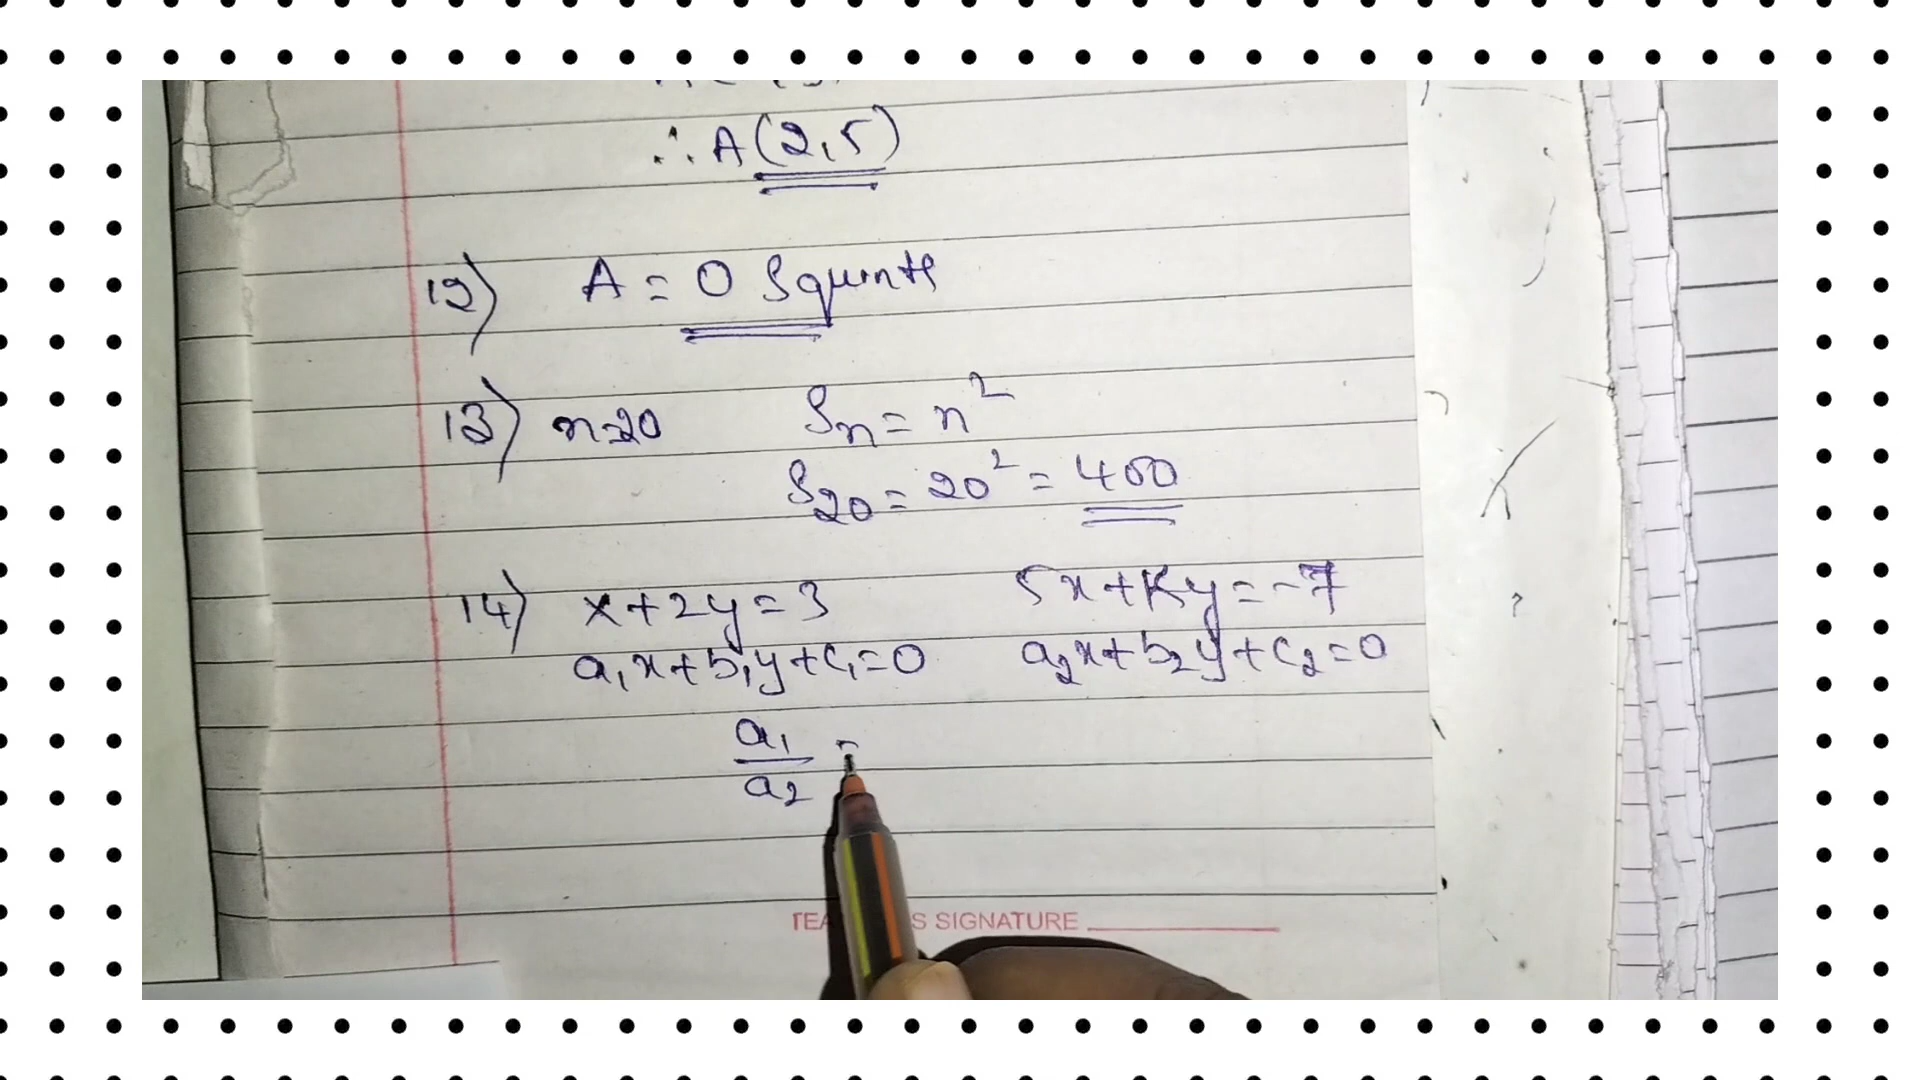 ∴ A(2,5)
12) A = 0 Squnits
13) n=20 Sn = n²
S20 = 20² = 400
14) x+2y=3 5x+Ky=-7
a1x+b1y+c1=0 a2x+b2y+c2=0
a1/a2 =
S SIGNATURE